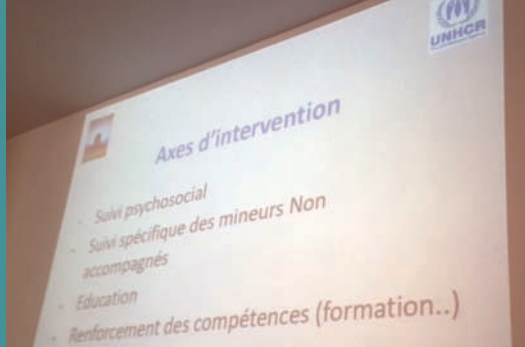 UNHCR
Axes d'intervention
- Suivi psychosocial
- Suivi spécifique des mineurs Non
accompagnés
- Education
- Renforcement des compétences (formation..)